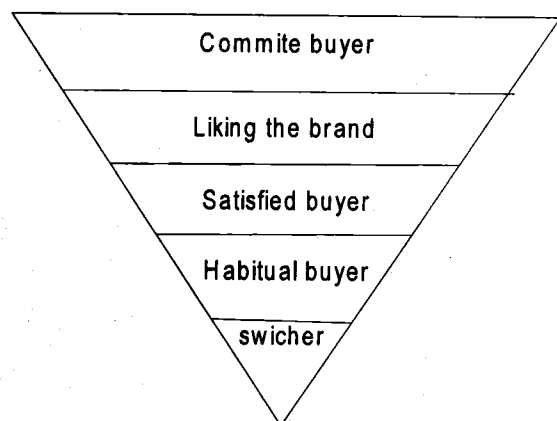 Commite buyer
Liking the brand
Satisfied buyer
Habitual buyer
swicher